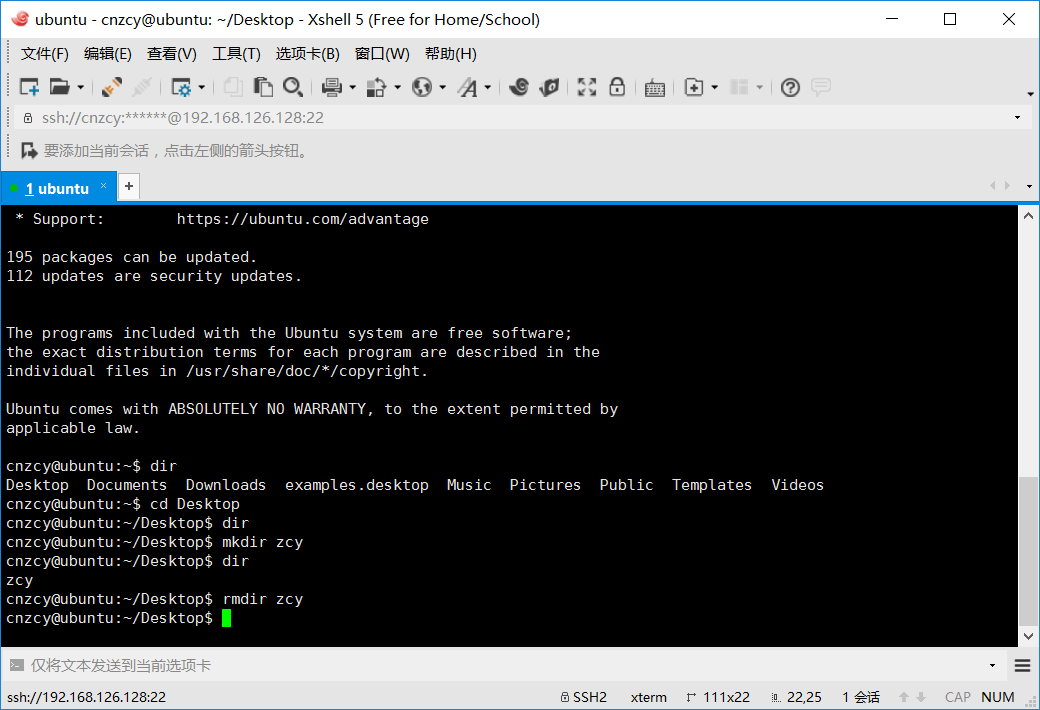 ubuntu - cnzcy@ubuntu: ~/Desktop - Xshell 5 (Free for Home/School)
文件(F) 编辑(E) 查看(V) 工具(T) 选项卡(B) 窗口(W) 帮助(H)
ssh://cnzcy:******@192.168.126.128:22
要添加当前会话，点击左侧的箭头按钮。
1 ubuntu × +
 * Support:        https://ubuntu.com/advantage
195 packages can be updated.
112 updates are security updates.
The programs included with the Ubuntu system are free software;
the exact distribution terms for each program are described in the
individual files in /usr/share/doc/*/copyright.
Ubuntu comes with ABSOLUTELY NO WARRANTY, to the extent permitted by
applicable law.
cnzcy@ubuntu:~$ dir
Desktop  Documents  Downloads  examples.desktop  Music  Pictures  Public  Templates  Videos
cnzcy@ubuntu:~$ cd Desktop
cnzcy@ubuntu:~/Desktop$ dir
cnzcy@ubuntu:~/Desktop$ mkdir zcy
cnzcy@ubuntu:~/Desktop$ dir
zcy
cnzcy@ubuntu:~/Desktop$ rmdir zcy
cnzcy@ubuntu:~/Desktop$
仅将文本发送到当前选项卡
ssh://192.168.126.128:22 SSH2 xterm 111x22 22,25 1 会话 CAP NUM